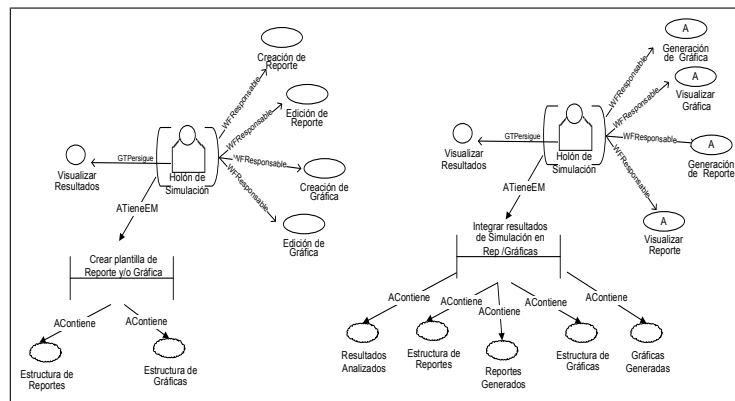 Creación de
Reporte
WFResponsable
WFResponsable
Edición de
Reporte
GTPersigue
WFResponsable
Visualizar
Resultados
Holón de
Simulación
Creación de
Gráfica
WFResponsable
ATieneEM
Edición de
Gráfica
Crear plantilla de
Reporte y/o Gráfica
AContiene
AContiene
Estructura de
Reportes
Estructura de
Gráficas
A
Generación
de Gráfica
WFResponsable
A
Visualizar
Gráfica
WFResponsable
GTPersigue
WFResponsable
A
Generación
de Reporte
Visualizar
Resultados
Holón de
Simulación
WFResponsable
ATieneEM
A
Visualizar
Reporte
Integrar resultados
de Simulación en
Rep /Gráficas
AContiene
AContiene
AContiene
AContiene
AContiene
Resultados
Analizados
Estructura de
Reportes
Reportes
Generados
Estructura de
Gráficas
Gráficas
Generadas